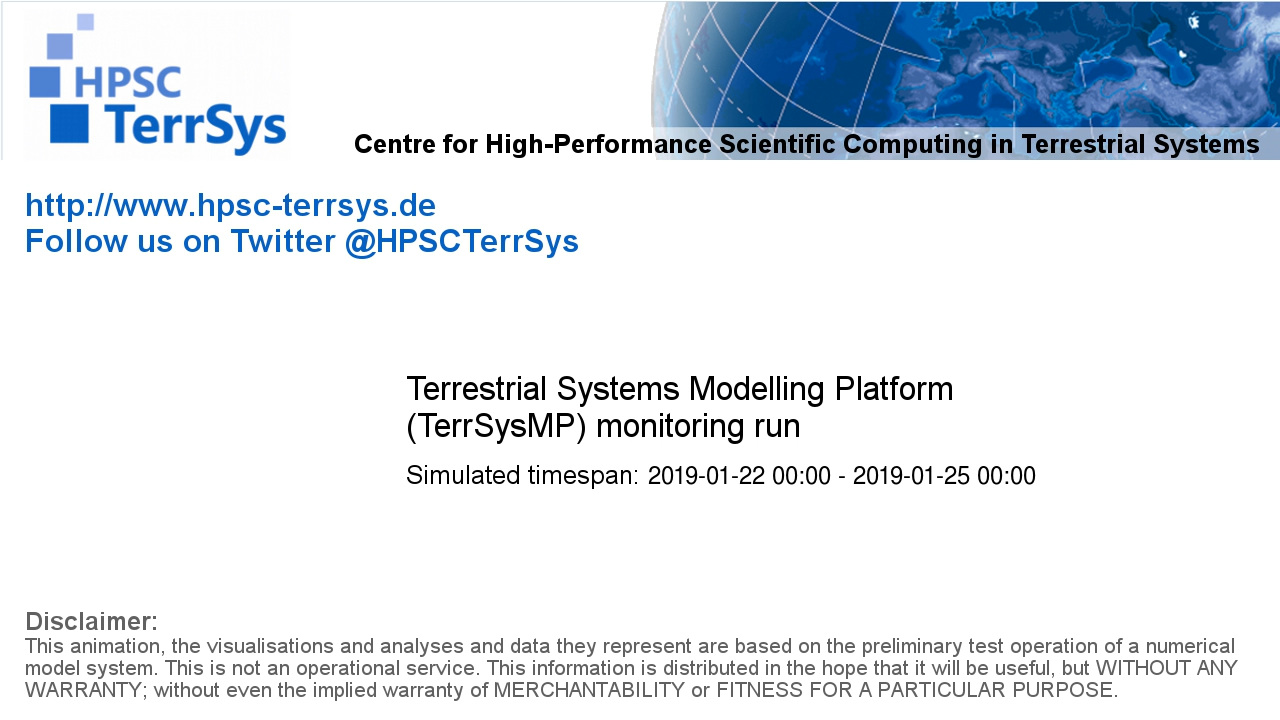 HPSC
TerrSys
Centre for High-Performance Scientific Computing in Terrestrial Systems
http://www.hpsc-terrsys.de
Follow us on Twitter @HPSCTerrSys
Terrestrial Systems Modelling Platform
(TerrSysMP) monitoring run
Simulated timespan: 2019-01-22 00:00 - 2019-01-25 00:00
Disclaimer:
This animation, the visualisations and analyses and data they represent are based on the preliminary test operation of a numerical
model system. This is not an operational service. This information is distributed in the hope that it will be useful, but WITHOUT ANY
WARRANTY; without even the implied warranty of MERCHANTABILITY or FITNESS FOR A PARTICULAR PURPOSE.